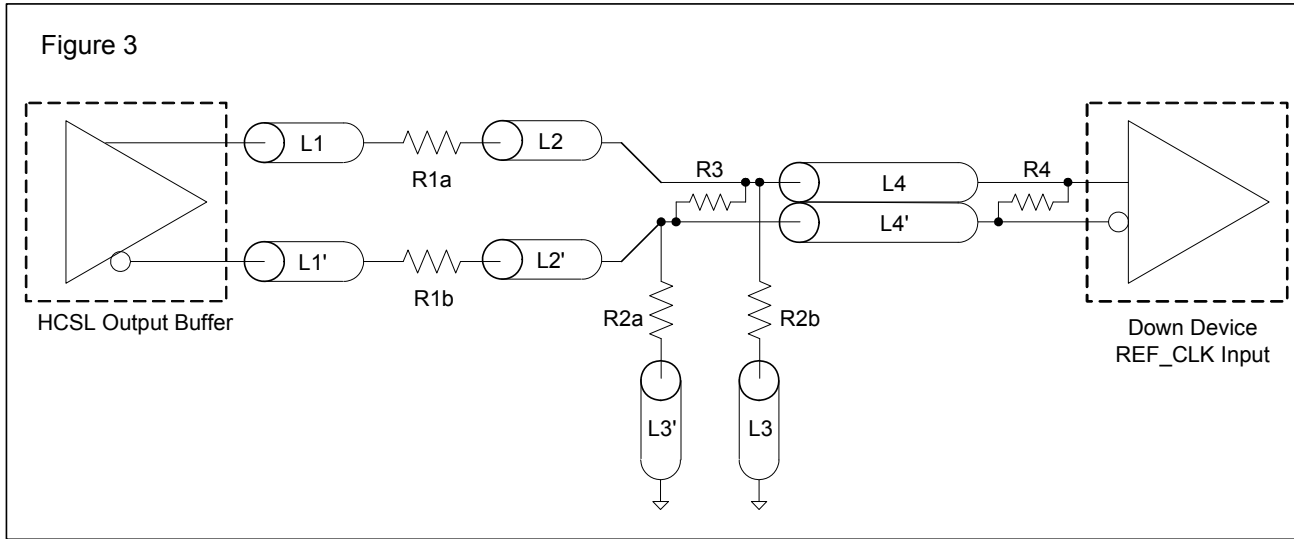 Figure 3
L1
R1a
L2
R3
L4
R4
L4'
L1'
R1b
L2'
HCSL Output Buffer
R2a
R2b
Down Device
REF_CLK Input
L3'
L3